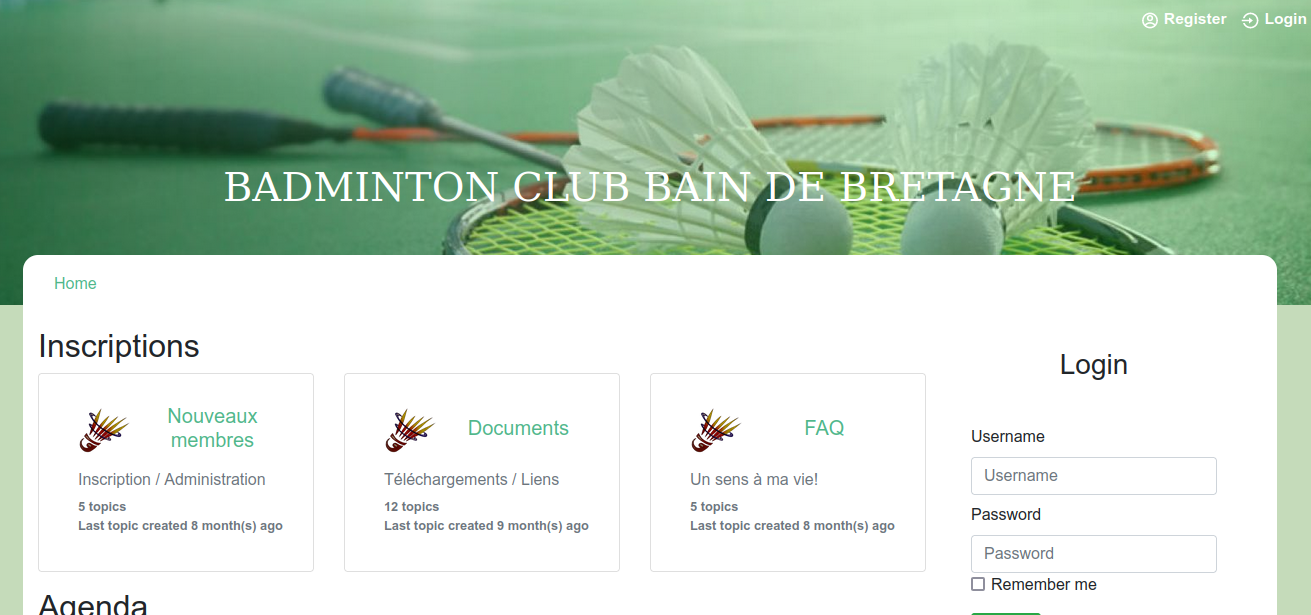 Register
Login
BADMINTON CLUB BAIN DE BRETAGNE
Home
Inscriptions
Nouveaux
membres
Inscription / Administration
5 topics
Last topic created 8 month(s) ago
Documents
Téléchargements / Liens
12 topics
Last topic created 9 month(s) ago
FAQ
Un sens à ma vie!
5 topics
Last topic created 8 month(s) ago
Login
Username
Username
Password
Password
Remember me
Agenda